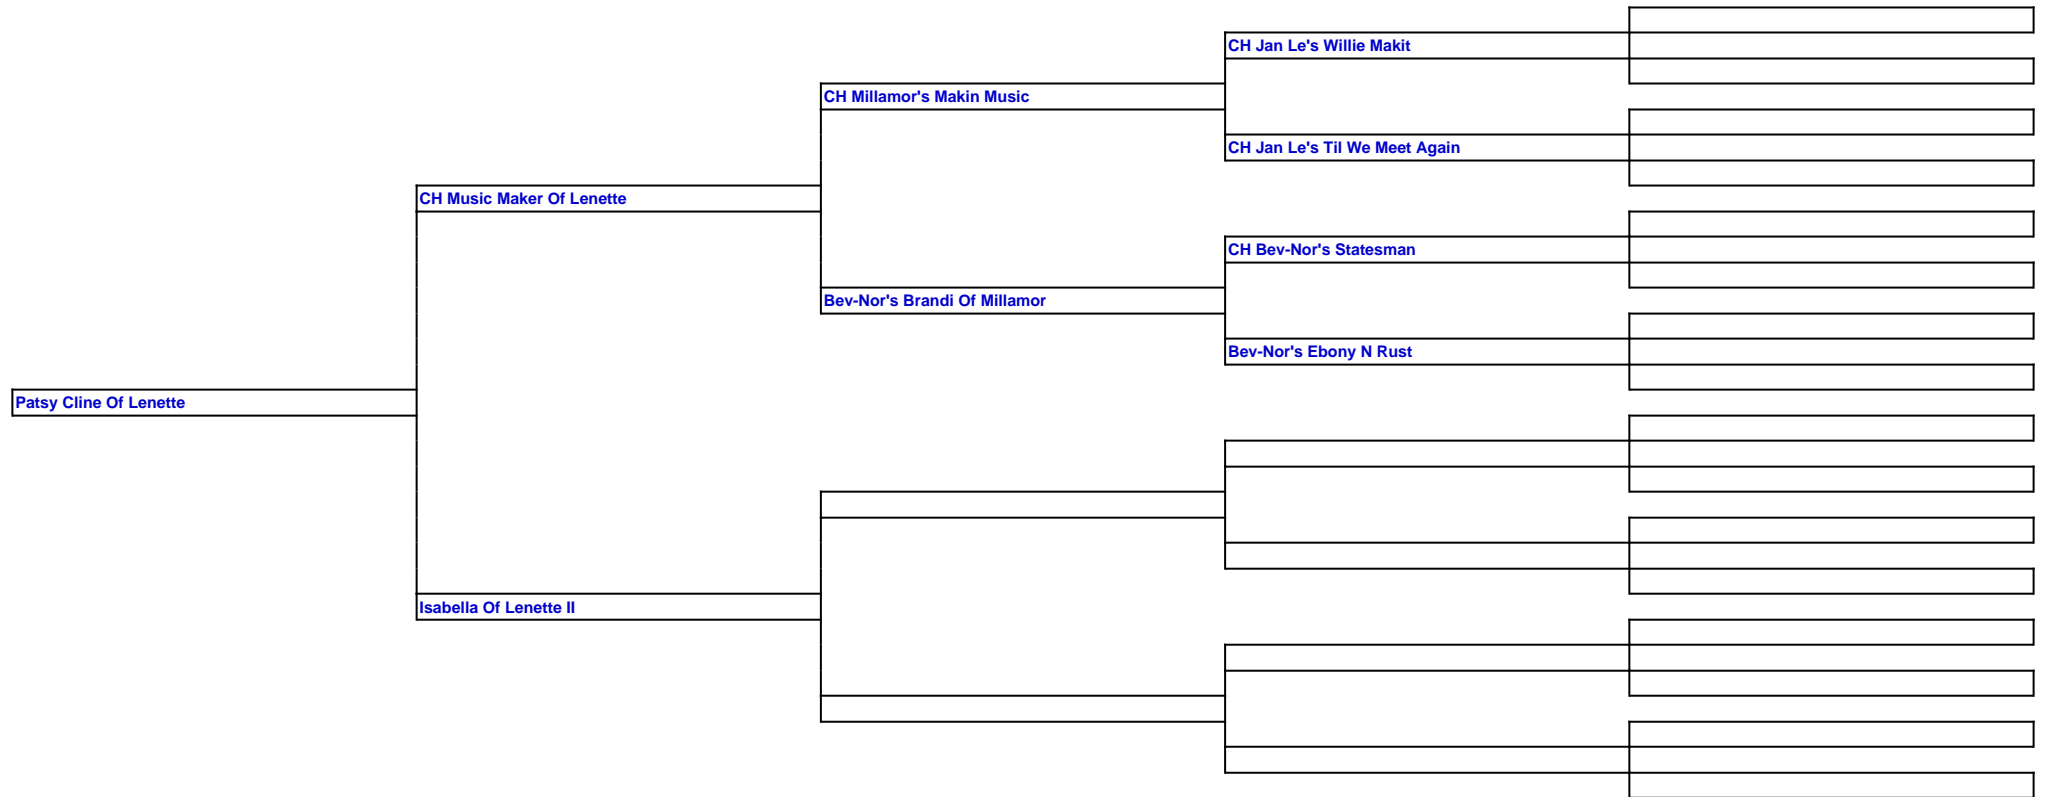 CH Jan Le's Willie Makit
CH Millamor's Makin Music
CH Jan Le's Til We Meet Again
CH Music Maker Of Lenette
CH Bev-Nor's Statesman
Bev-Nor's Brandi Of Millamor
Bev-Nor's Ebony N Rust
Patsy Cline Of Lenette
Isabella Of Lenette II